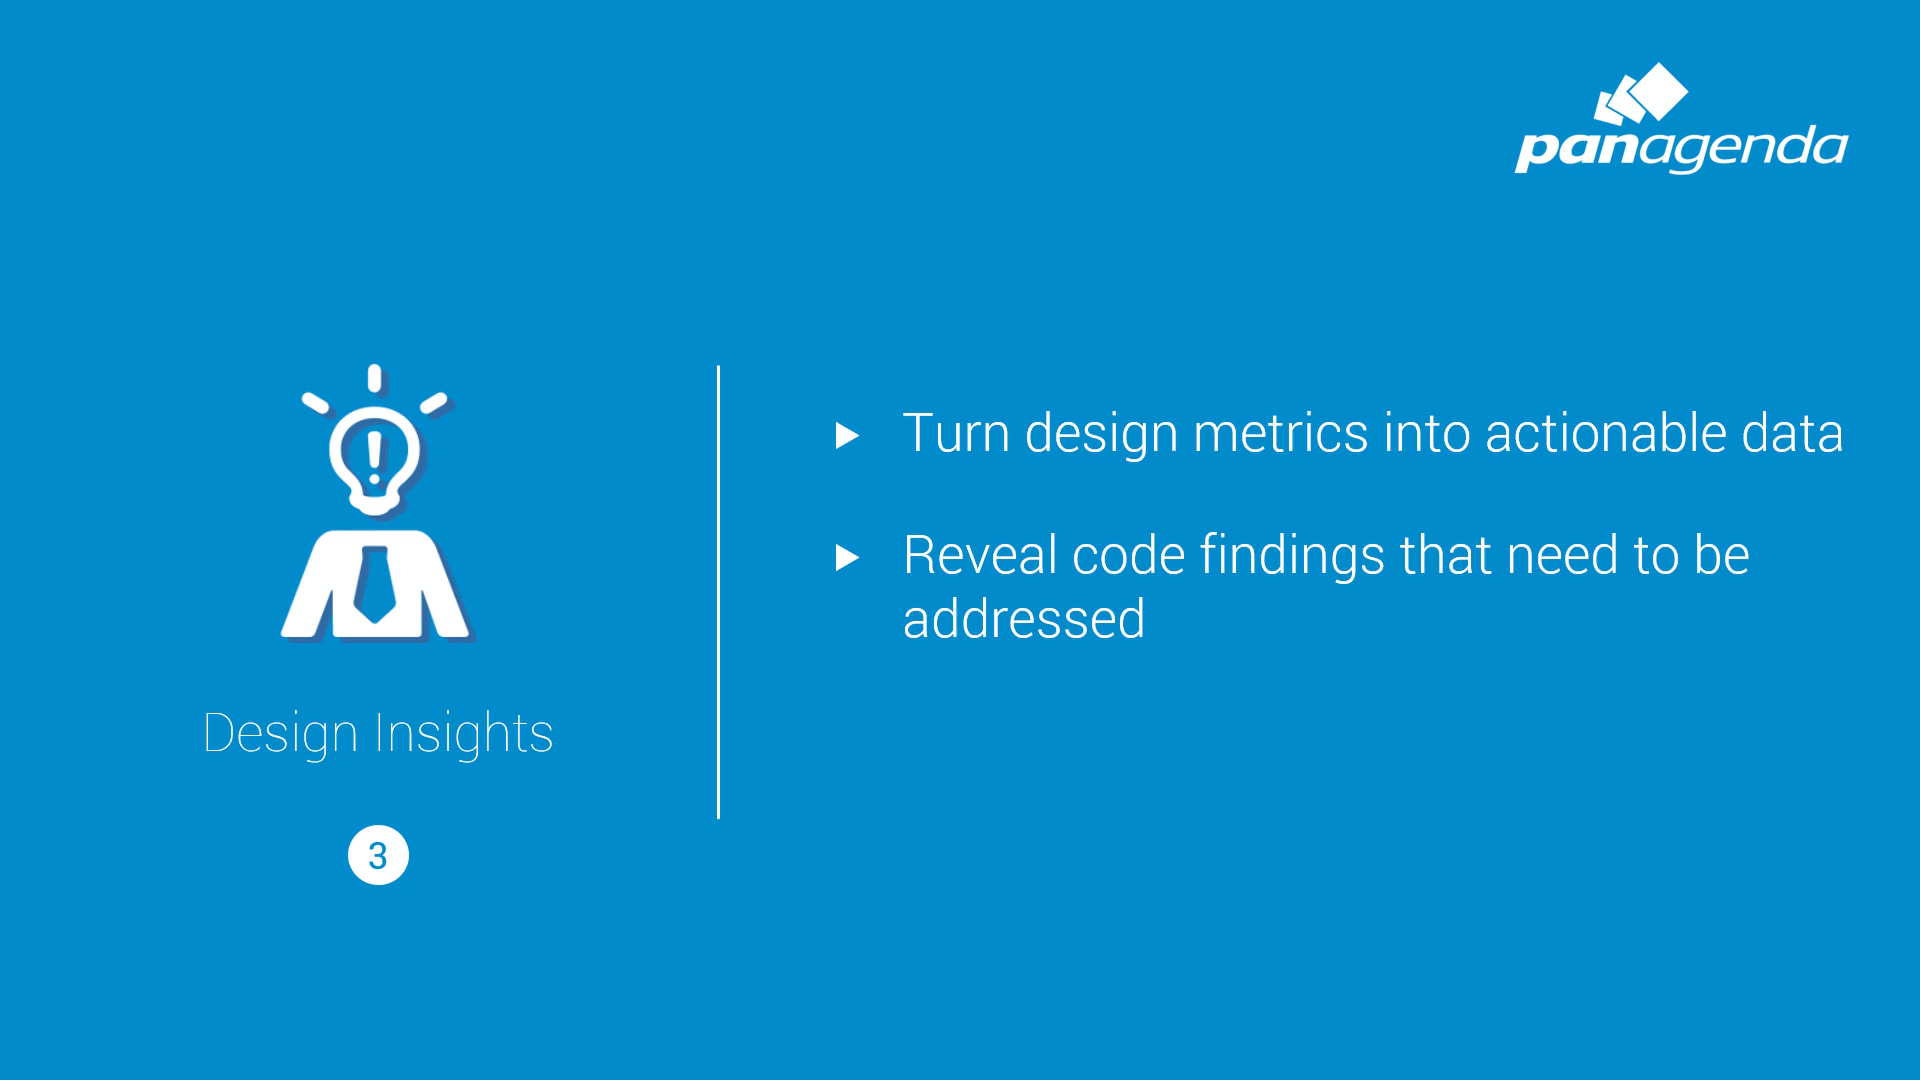 panagenda
► Turn design metrics into actionable data
► Reveal code findings that need to be
addressed
!
Design Insights
3